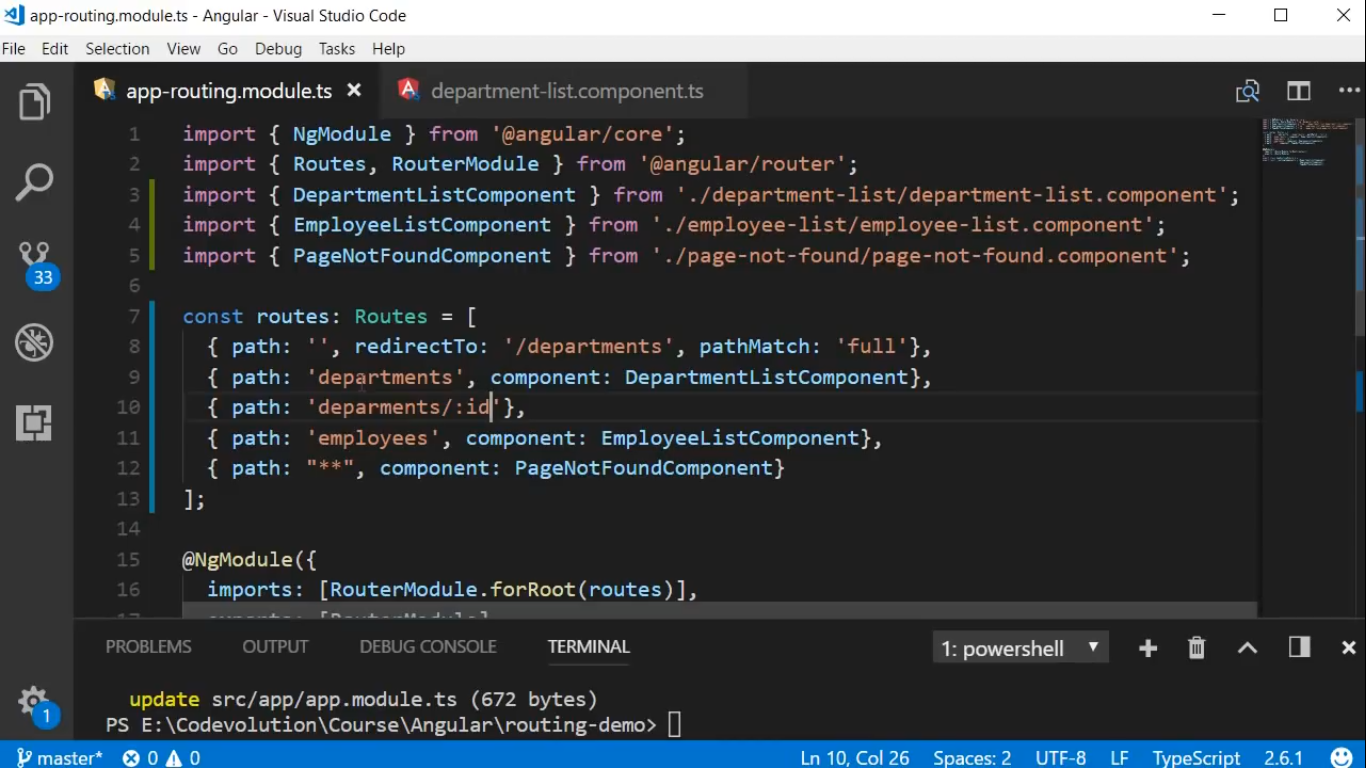 app-routing.module.ts - Angular - Visual Studio Code
File Edit Selection View Go Debug Tasks Help
app-routing.module.ts department-list.component.ts
1 import { NgModule } from '@angular/core';
2 import { Routes, RouterModule } from '@angular/router';
3 import { DepartmentListComponent } from './department-list/department-list.component';
4 import { EmployeeListComponent } from './employee-list/employee-list.component';
5 import { PageNotFoundComponent } from './page-not-found/page-not-found.component';
6
7 const routes: Routes = [
8 { path: '', redirectTo: '/departments', pathMatch: 'full'},
9 { path: 'departments', component: DepartmentListComponent},
10 { path: 'deparments/:id'},
11 { path: 'employees', component: EmployeeListComponent},
12 { path: "**", component: PageNotFoundComponent}
13 ];
14
15 @NgModule({
16 imports: [RouterModule.forRoot(routes)],
33
PROBLEMS OUTPUT DEBUG CONSOLE TERMINAL 1: powershell
update src/app/app.module.ts (672 bytes)
PS E:\Codevolution\Course\Angular\routing-demo>
1
master* 0 0 Ln 10, Col 26 Spaces: 2 UTF-8 LF TypeScript 2.6.1